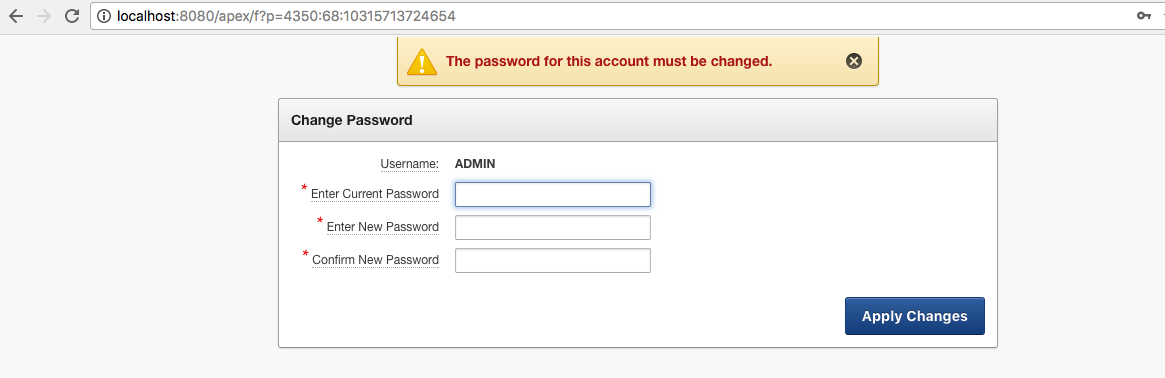 localhost:8080/apex/f?p=4350:68:10315713724654
The password for this account must be changed.
Change Password
Username: ADMIN
* Enter Current Password
* Enter New Password
* Confirm New Password
Apply Changes